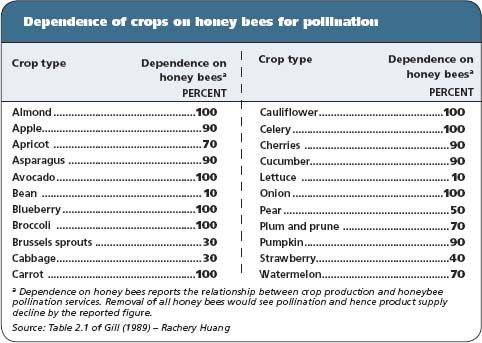 Dependence of crops on honey bees for pollination
Crop type
Dependence on
honey beesa
PERCENT
Almond ..........100
Apple..........90
Apricot ..........70
Asparagus ..........90
Avocado..........100
Bean ..........10
Blueberry ..........100
Broccoli ..........100
Brussels sprouts ..........30
Cabbage..........30
Carrot ..........100
Crop type
Dependence on
honey beesa
PERCENT
Cauliflower..........100
Celery ..........100
Cherries ..........90
Cucumber..........90
Lettuce ..........10
Onion ..........100
Pear ..........50
Plum and prune ..........70
Pumpkin..........90
Strawberry..........40
Watermelon..........70
a Dependence on honey bees reports the relationship between crop production and honeybee
pollination services. Removal of all honey bees would see pollination and hence product supply
decline by the reported figure.
Source: Table 2.1 of Gill (1989) – Rachery Huang